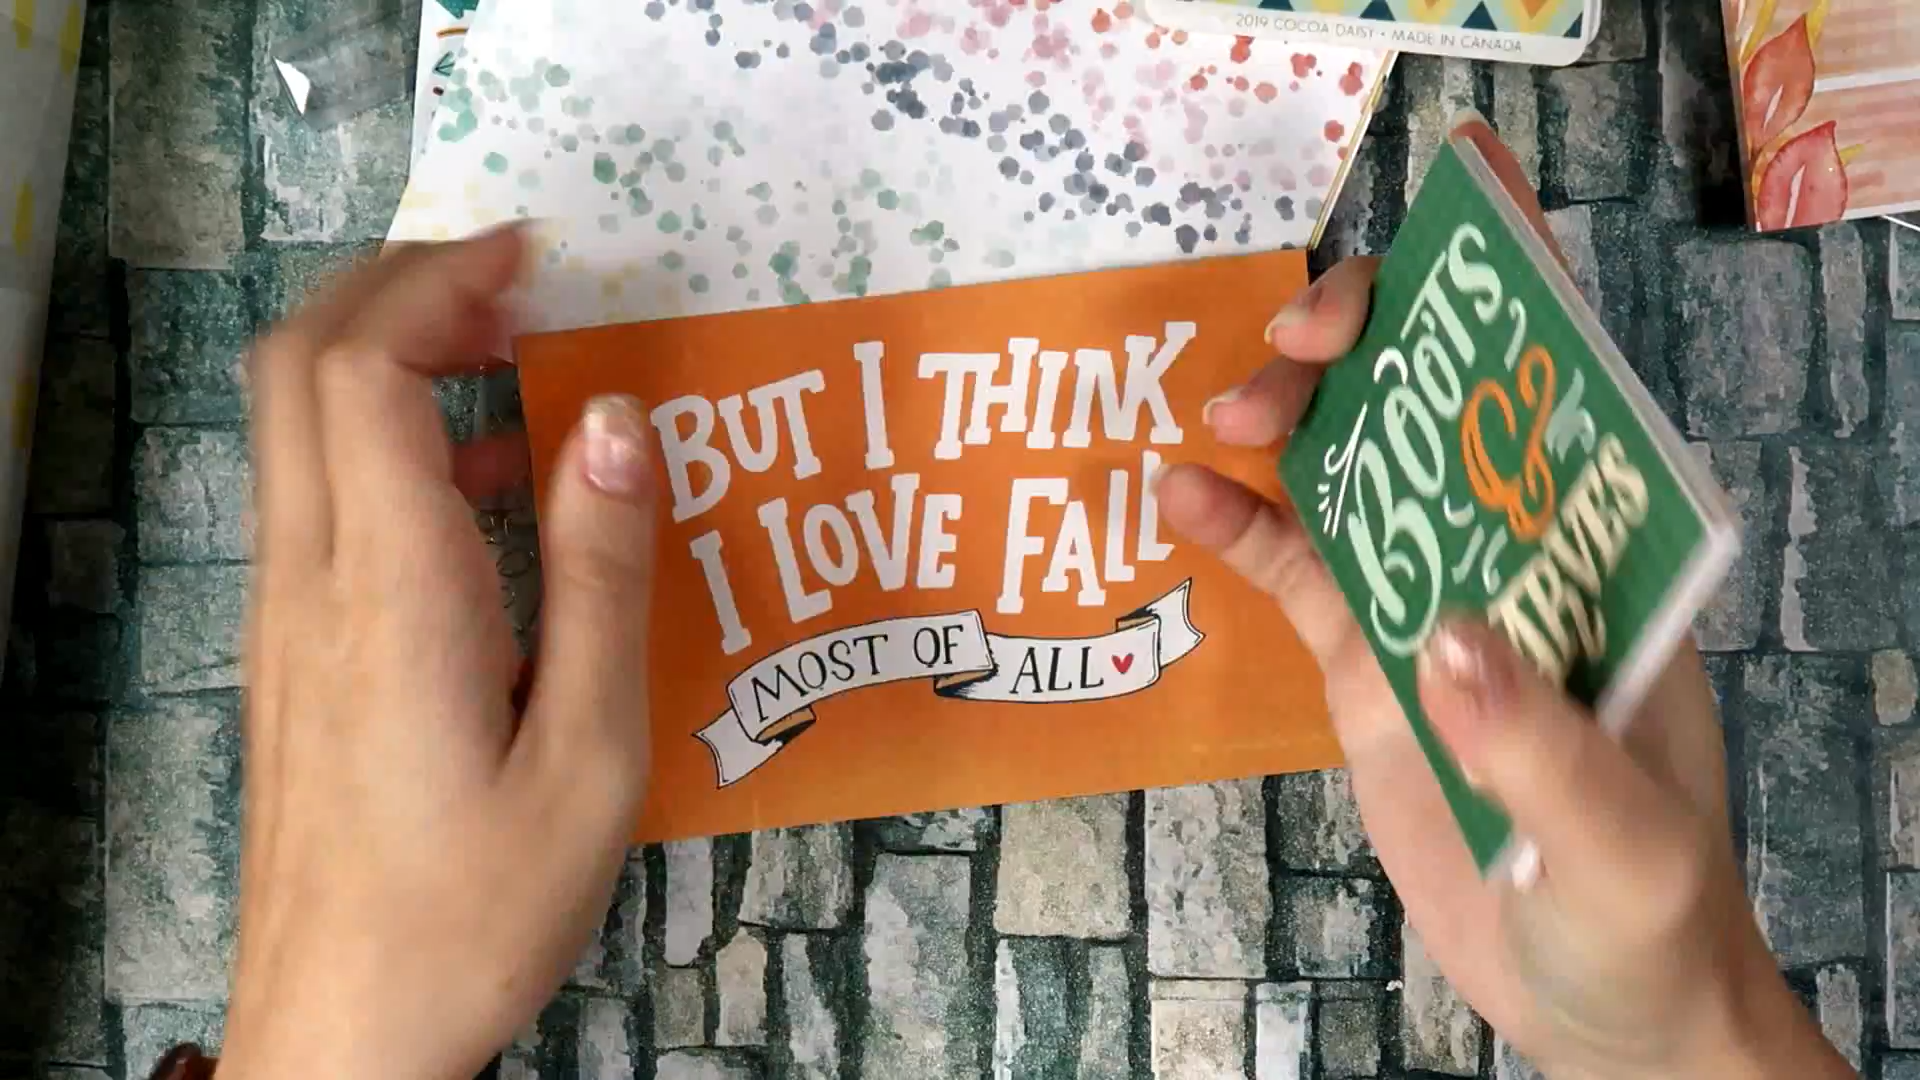 2019 COCOA DAISY • MADE IN CANADA
BUT I THINK
I LOVE FALL
MOST OF ALL
BOOTS,
&